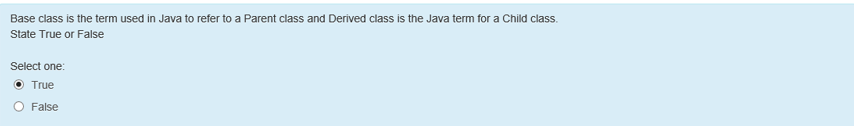 Base class is the term used in Java to refer to a Parent class and Derived class is the Java term for a Child class.
State True or False
Select one:
True
False